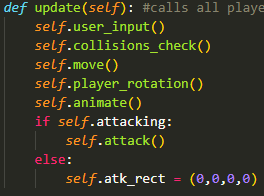 def update(self): #calls all playe
self.user_input()
self.collisions_check()
self.move()
self.player_rotation()
self.animate()
if self.attacking:
self.attack()
else:
self.atk_rect = (0,0,0,0)